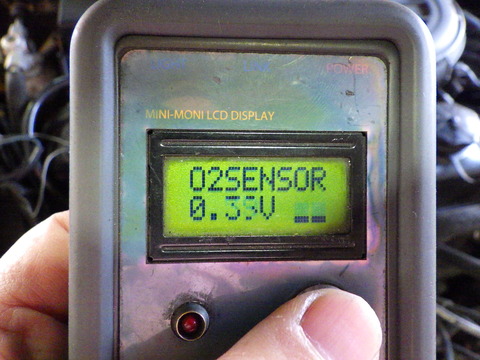 POWER
MINI-MONI LCD DISPLAY
O2SENSOR
0.33V